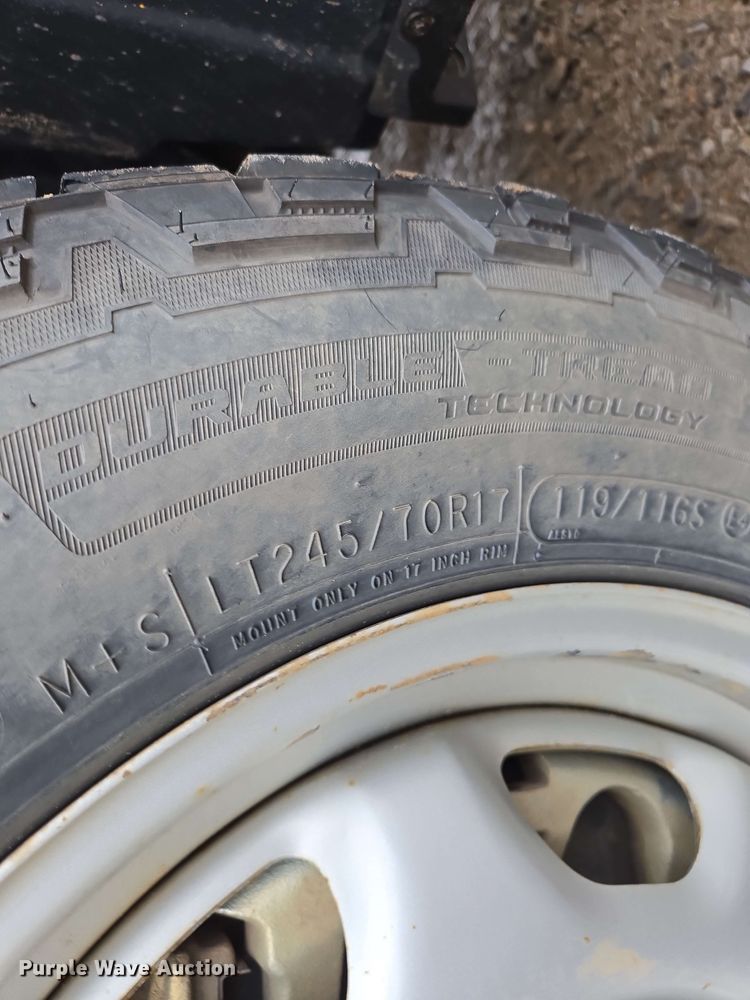 DURABLE-TREAD
TECHNOLOGY
M+S LT245/70R17 119/116S
MOUNT ONLY ON 17 INCH RIM
Purple Wave Auction